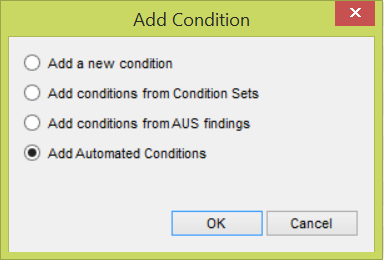 Add Condition
Add a new condition
Add conditions from Condition Sets
Add conditions from AUS findings
Add Automated Conditions
OK
Cancel